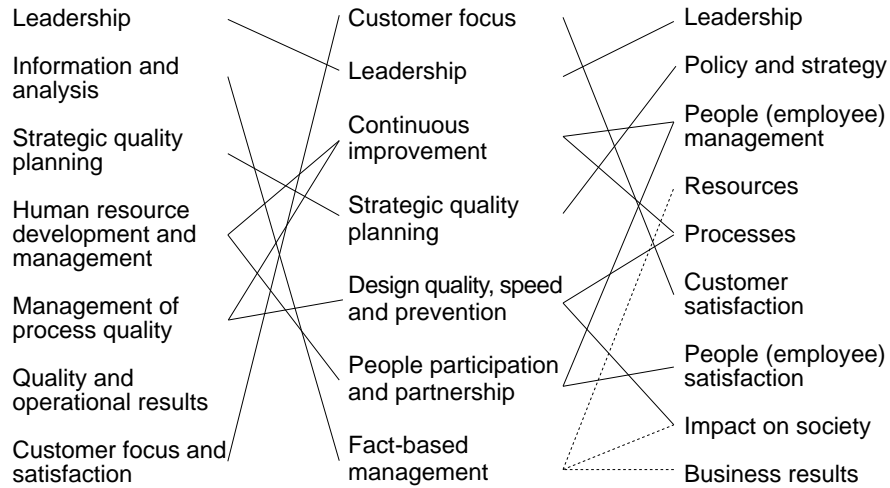 Leadership
Information and
analysis
Strategic quality
planning
Human resource
development and
management
Management of
process quality
Quality and
operational results
Customer focus and
satisfaction
Customer focus
Leadership
Continuous
improvement
Strategic quality
planning
Design quality, speed
and prevention
People participation
and partnership
Fact-based
management
Leadership
Policy and strategy
People (employee)
management
Resources
Processes
Customer
satisfaction
People (employee)
satisfaction
Impact on society
Business results